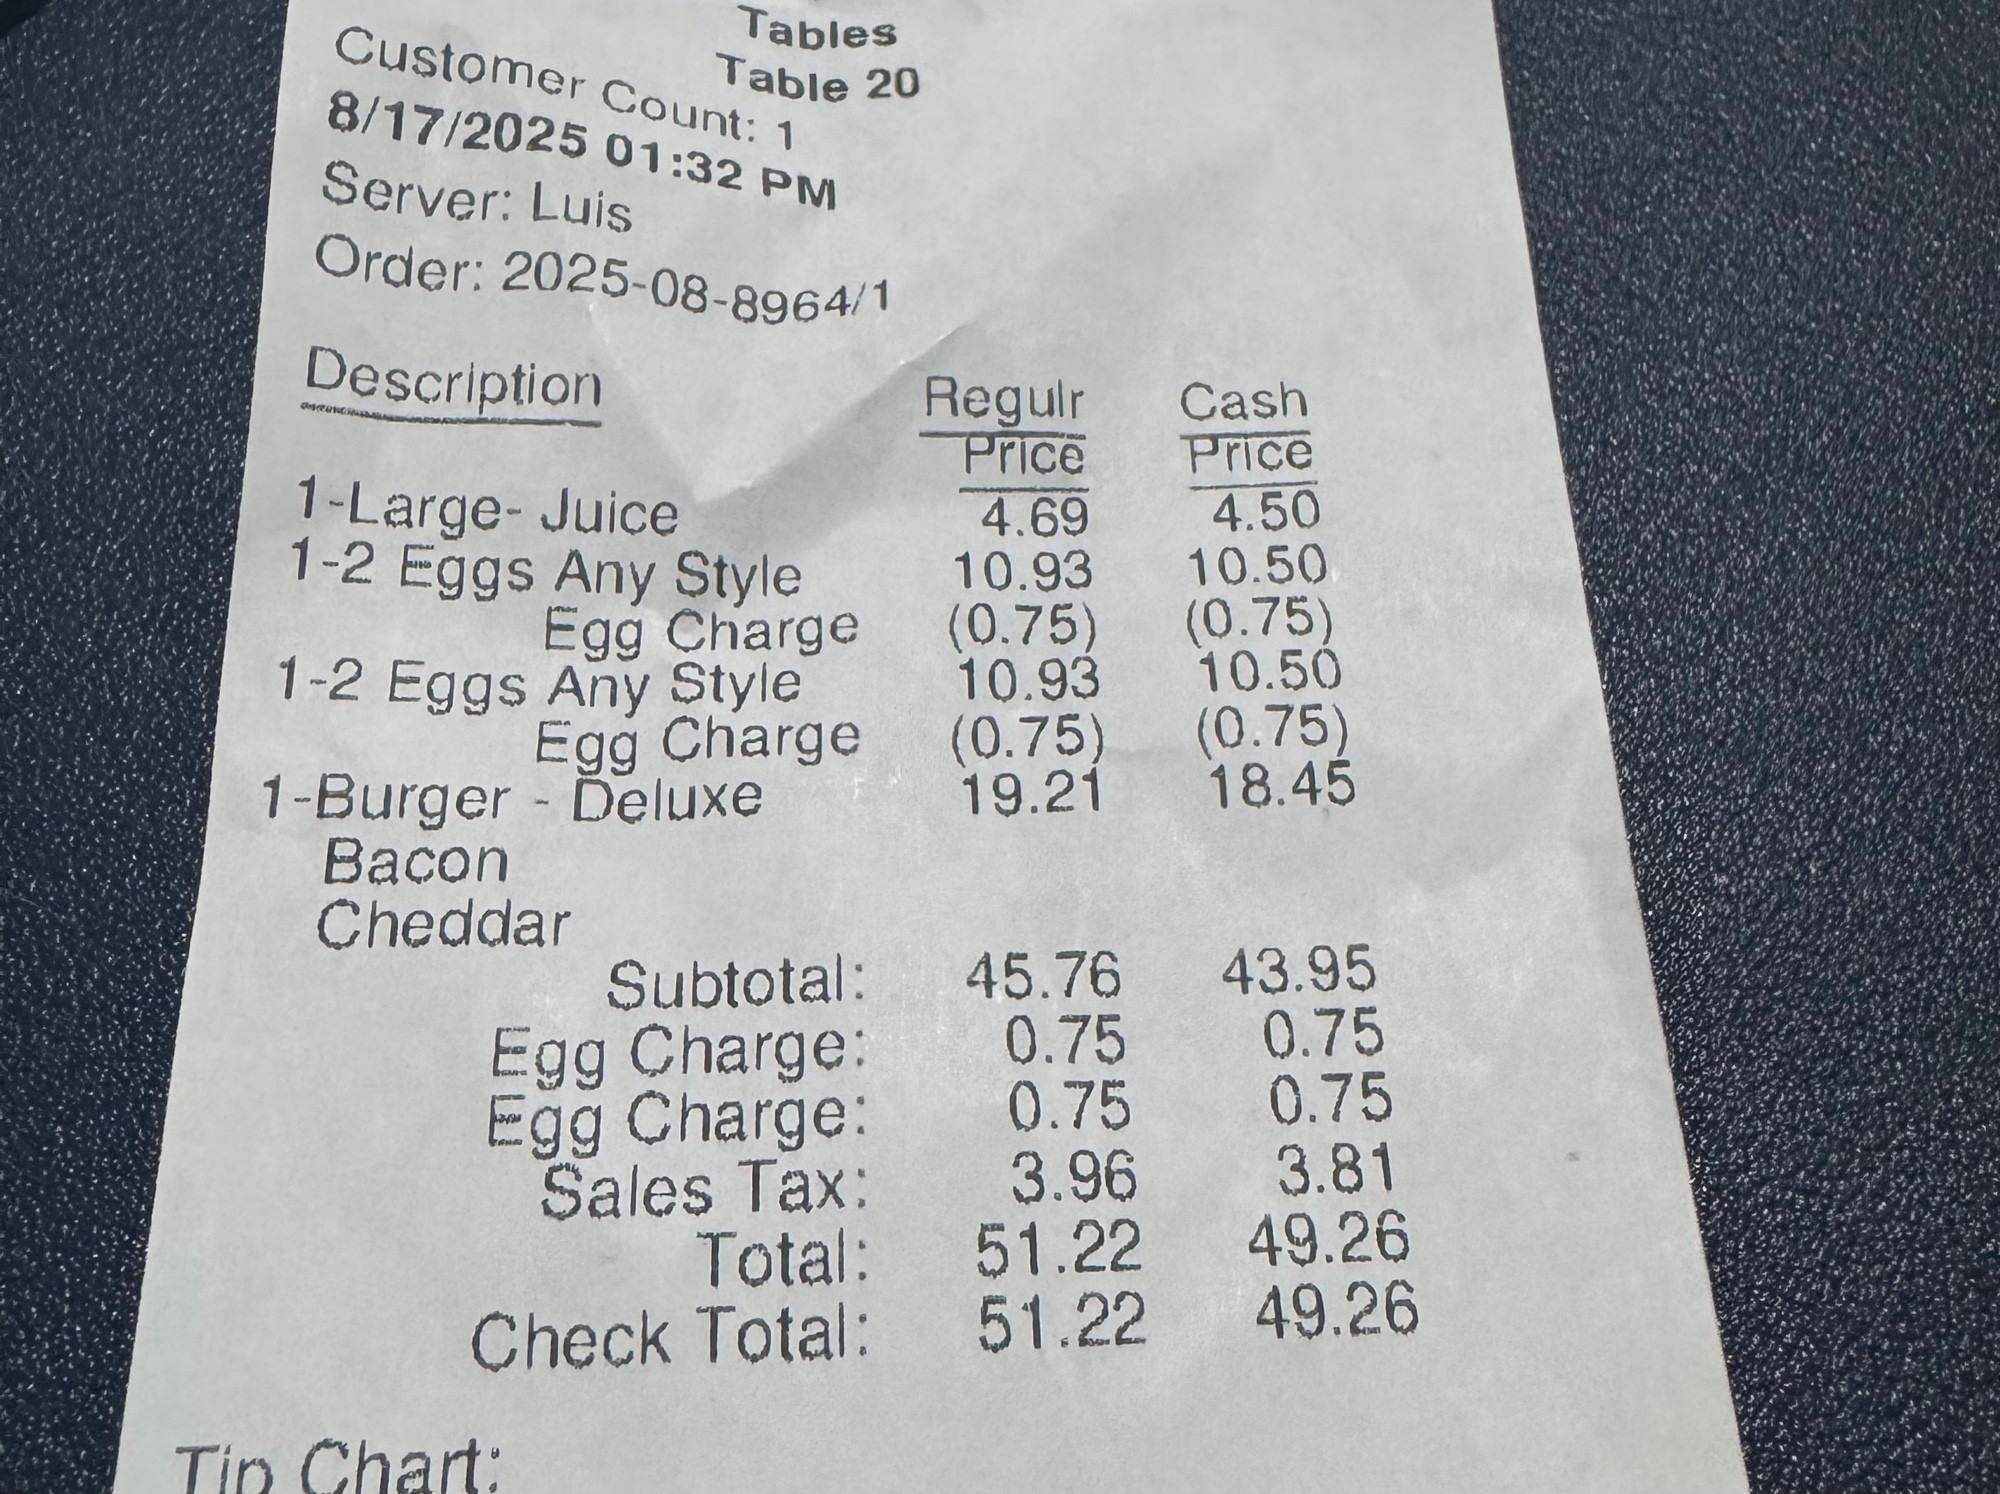 Tables
Table 20
Customer Count: 1
8/17/2025 01:32 PM
Server: Luis
Order: 2025-08-8964/1
Description Regulr Price Cash Price
1-Large- Juice 4.69 4.50
1-2 Eggs Any Style 10.93 10.50
Egg Charge (0.75) (0.75)
1-2 Eggs Any Style 10.93 10.50
Egg Charge (0.75) (0.75)
1-Burger - Deluxe 19.21 18.45
Bacon
Cheddar
Subtotal: 45.76 43.95
Egg Charge: 0.75 0.75
Egg Charge: 0.75 0.75
Sales Tax: 3.96 3.81
Total: 51.22 49.26
Check Total: 51.22 49.26
Tip Chart: